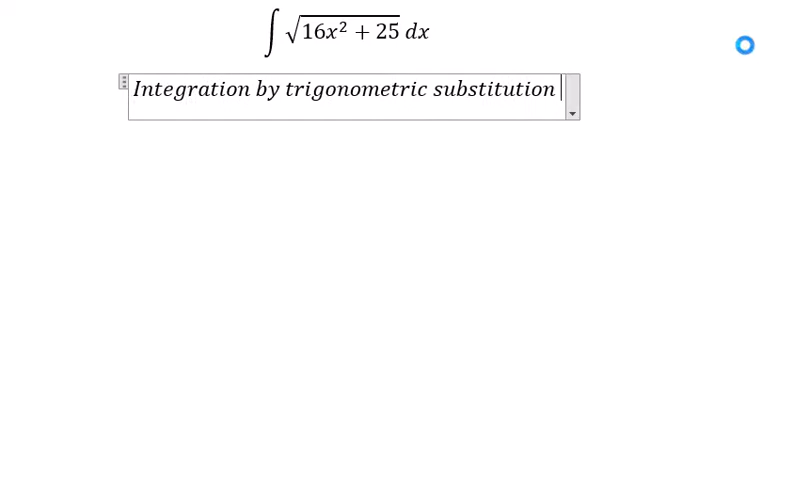 ∫ √(16x² + 25) dx
Integration by trigonometric substitution